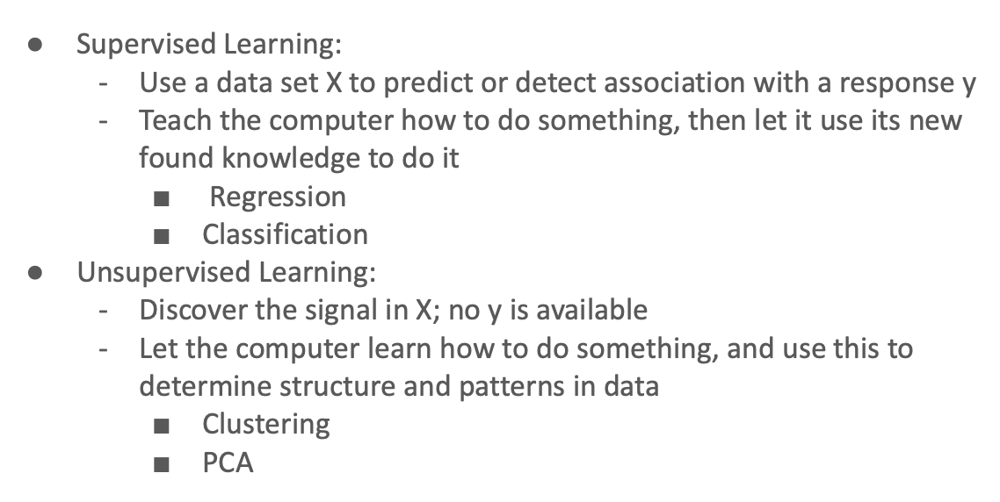 ● Supervised Learning:
- Use a data set X to predict or detect association with a response y
- Teach the computer how to do something, then let it use its new
found knowledge to do it
■ Regression
■ Classification
● Unsupervised Learning:
- Discover the signal in X; no y is available
- Let the computer learn how to do something, and use this to
determine structure and patterns in data
■ Clustering
■ PCA